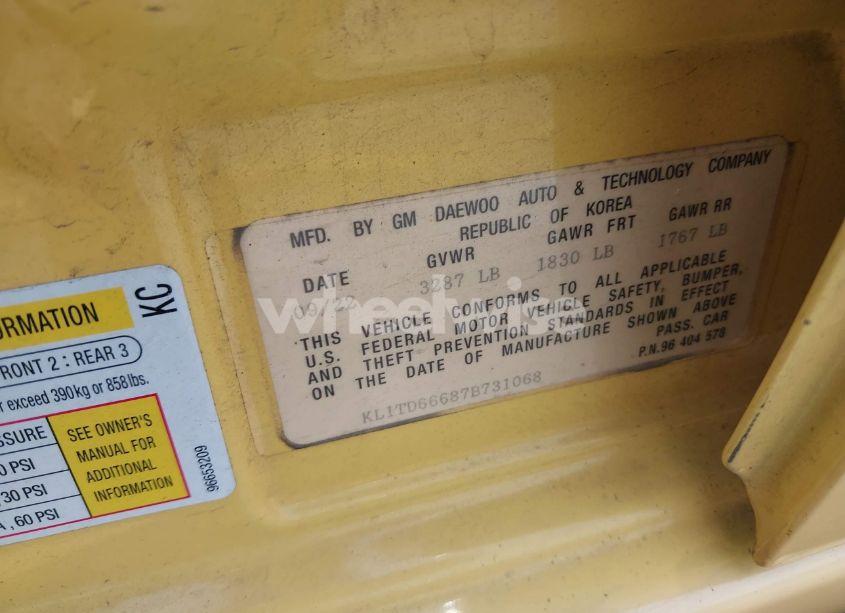 MFD. BY GM DAEWOO AUTO & TECHNOLOGY COMPANY
REPUBLIC OF KOREA
DATE GVWR GAWR FRT GAWR RR
3287 LB 1830 LB 1767 LB
THIS VEHICLE CONFORMS TO ALL APPLICABLE
U.S. FEDERAL MOTOR VEHICLE SAFETY, BUMPER,
AND THEFT PREVENTION STANDARDS IN EFFECT
ON THE DATE OF MANUFACTURE SHOWN ABOVE
PASS. CAR
P.N.96 404 578
KL1TD66687B731068
KC
ORMATION
FRONT 2 : REAR 3
r exceed 390kg or 858lbs.
SSURE
0 PSI
,30 PSI
A , 60 PSI
SEE OWNER'S
MANUAL FOR
ADDITIONAL
INFORMATION
96653209